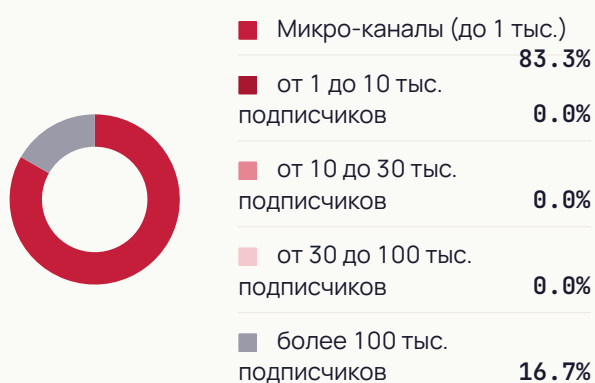 Микро-каналы (до 1 тыс.)
83.3%
от 1 до 10 тыс.
подписчиков 0.0%
от 10 до 30 тыс.
подписчиков 0.0%
от 30 до 100 тыс.
подписчиков 0.0%
более 100 тыс.
подписчиков 16.7%